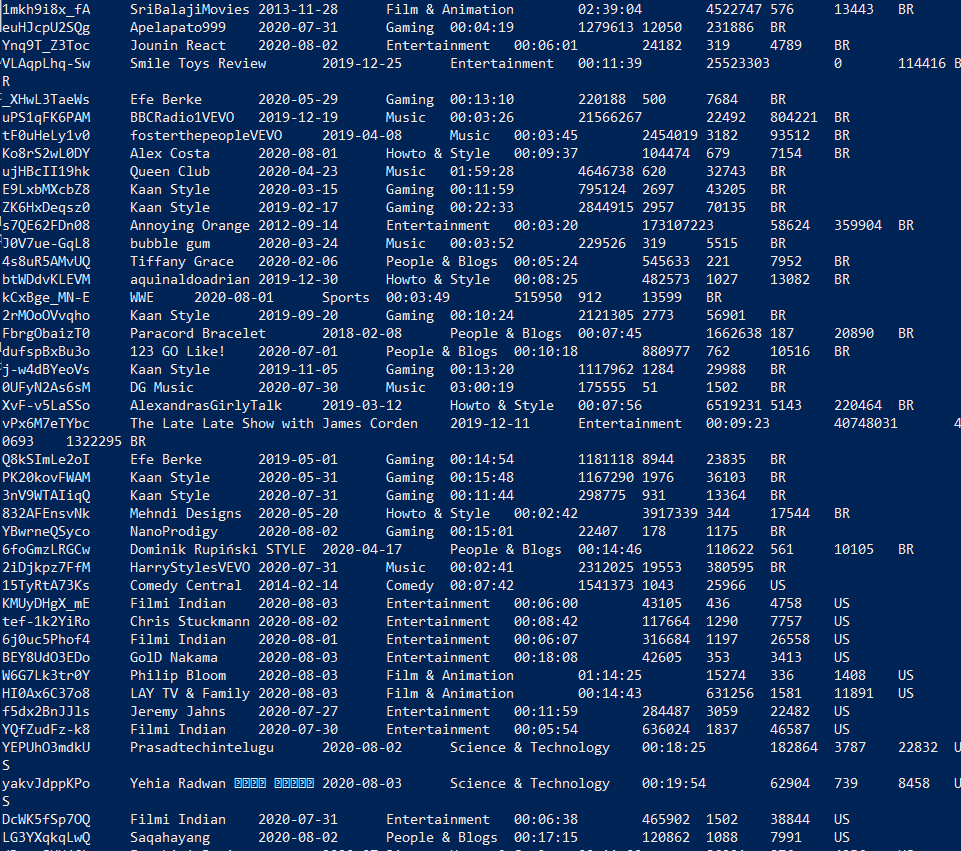 1mkh9i8x_fA SriBalajiMovies 2013-11-28 Film & Animation 02:39:04 4522747 576 13443 BR
euHJcpU2SQg Apelapato999 2020-07-31 Gaming 00:04:19 1279613 12050 231886 BR
Ynq9T_Z3Toc Jounin React 2020-08-02 Entertainment 00:06:01 24182 319 4789 BR
VLAqpLhq-Sw Smile Toys Review 2019-12-25 Entertainment 00:11:39 25523303 0 114416 B
R
_XHwL3TaeWs Efe Berke 2020-05-29 Gaming 00:13:10 220188 500 7684 BR
uPS1qFK6PAM BBCRadio1VEVO 2019-12-19 Music 00:03:26 21566267 22492 804221 BR
tF0uHeLy1v0 fosterthepeopleVEVO 2019-04-08 Music 00:03:45 2454019 3182 93512 BR
Ko8rS2wL0DY Alex Costa 2020-08-01 Howto & Style 00:09:37 104474 679 7154 BR
ujHBcII19hk Queen Club 2020-04-23 Music 01:59:28 4646738 620 32743 BR
E9LxbMXcbZ8 Kaan Style 2020-03-15 Gaming 00:11:59 795124 2697 43205 BR
ZK6HxDeqsz0 Kaan Style 2019-02-17 Gaming 00:22:33 2844915 2957 70135 BR
s7QE62FDn08 Annoying Orange 2012-09-14 Entertainment 00:03:20 173107223 58624 359904 BR
J0V7ue-GqL8 bubble gum 2020-03-24 Music 00:03:52 229526 319 5515 BR
4s8uR5AMvUQ Tiffany Grace 2020-02-06 People & Blogs 00:05:24 545633 221 7952 BR
btWDdvKLEVM aquinaldoadrian 2019-12-30 Howto & Style 00:08:25 482573 1027 13082 BR
kCxBge_MN-E WWE 2020-08-01 Sports 00:03:49 515950 912 13599 BR
2rMOoOVvqho Kaan Style 2019-09-20 Gaming 00:10:24 2121305 2773 56901 BR
FbrgObaizT0 Paracord Bracelet 2018-02-08 People & Blogs 00:07:45 1662638 187 20890 BR
dufspBxBu3o 123 GO Like! 2020-07-01 People & Blogs 00:10:18 880977 762 10516 BR
j-w4dBYeoVs Kaan Style 2019-11-05 Gaming 00:13:20 1117962 1284 29988 BR
0UFyN2As6sM DG Music 2020-07-30 Music 03:00:19 175555 51 1502 BR
XvF-v5LaSSo AlexandrasGirlyTalk 2019-03-12 Howto & Style 00:07:56 6519231 5143 220464 BR
vPx6M7eTYbc The Late Late Show with James Corden 2019-12-11 Entertainment 00:09:23 40748031 4
0693 1322295 BR
Q8kSImLe2oI Efe Berke 2019-05-01 Gaming 00:14:54 1181118 8944 23835 BR
PK20kovFWAM Kaan Style 2020-05-31 Gaming 00:15:48 1167290 1976 36103 BR
3nV9WTAIiqQ Kaan Style 2020-07-31 Gaming 00:11:44 298775 931 13364 BR
832AFEnsvNk Mehndi Designs 2020-05-20 Howto & Style 00:02:42 3917339 344 17544 BR
YBwrneQSyco NanoProdigy 2020-08-02 Gaming 00:15:01 22407 178 1175 BR
6foGmzLRGCw Dominik Rupiński STYLE 2020-04-17 People & Blogs 00:14:46 110622 561 10105 BR
2iDjkpz7FfM HarryStylesVEVO 2020-07-31 Music 00:02:41 2312025 19553 380595 BR
15TyRtA73Ks Comedy Central 2014-02-14 Comedy 00:07:42 1541373 1043 25966 US
KMUyDHgX_mE Filmi Indian 2020-08-03 Entertainment 00:06:00 43105 436 4758 US
tef-1k2YiRo Chris Stuckmann 2020-08-02 Entertainment 00:08:42 117664 1290 7757 US
6j0uc5Phof4 Filmi Indian 2020-08-01 Entertainment 00:06:07 316684 1197 26558 US
BEY8UdO3EDo GolD Nakama 2020-08-03 Entertainment 00:18:08 42605 353 3413 US
W6G7Lk3tr0Y Philip Bloom 2020-08-03 Film & Animation 01:14:25 15274 336 1408 US
HI0Ax6C37o8 LAY TV & Family 2020-08-03 Film & Animation 00:14:43 631256 1581 11891 US
f5dx2BnJJls Jeremy Jahns 2020-07-27 Entertainment 00:11:59 284487 3059 22482 US
YQfZudFz-k8 Filmi Indian 2020-07-30 Entertainment 00:05:54 636024 1837 46587 US
YEPUhO3mdkU Prasadtechintelugu 2020-08-02 Science & Technology 00:18:25 182864 3787 22832 U
S
yakvJdppKPo Yehia Radwan 2020-08-03 Science & Technology 00:19:54 62904 739 8458 U
S
DcWK5fSp7OQ Filmi Indian 2020-07-31 Entertainment 00:06:38 465902 1502 38844 US
LG3YXqkqLwQ Saqahayang 2020-08-02 People & Blogs 00:17:15 120862 1088 7991 US